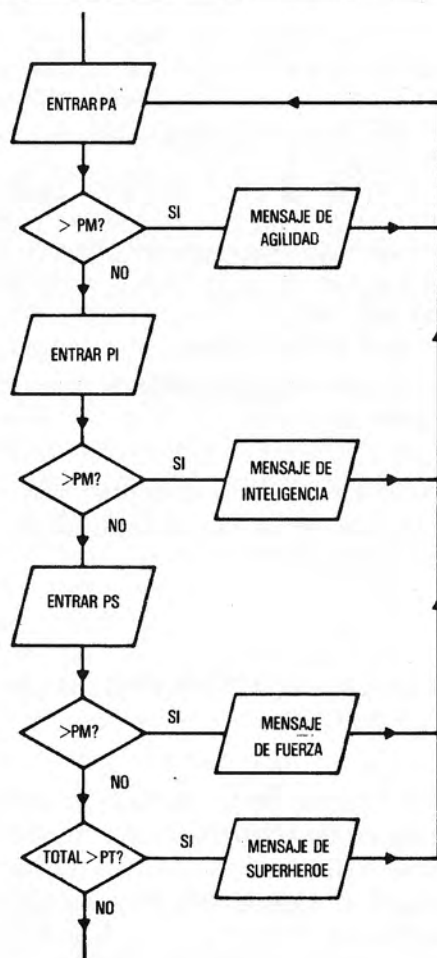 ENTRAR PA
> PM?
SI
MENSAJE DE
AGILIDAD
NO
ENTRAR PI
>PM?
SI
MENSAJE DE
INTELIGENCIA
NO
ENTRAR PS
>PM?
SI
MENSAJE
DE FUERZA
NO
TOTAL >PT?
SI
MENSAJE DE
SUPERHEROE
NO